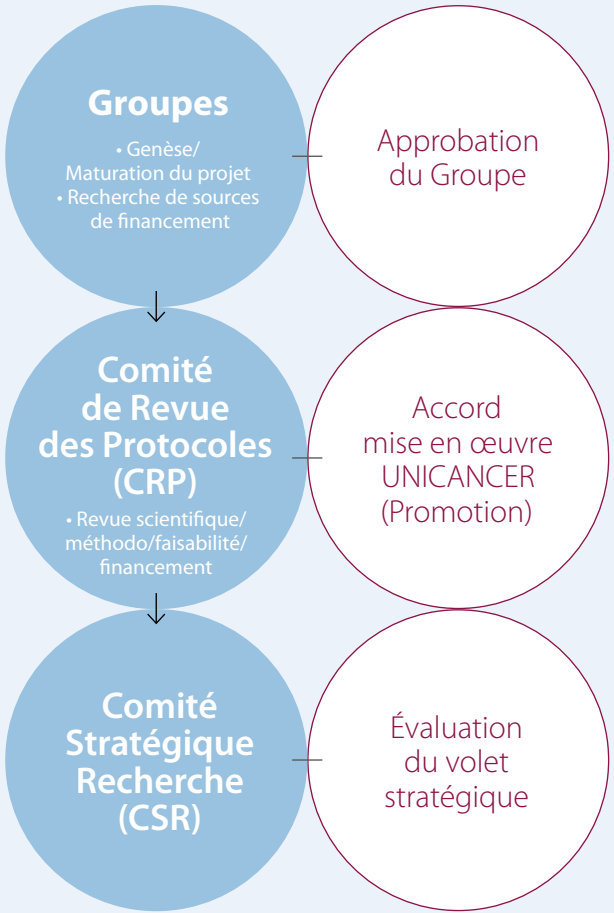 Groupes
• Genèse/
Maturation du projet
• Recherche de sources
de financement
Approbation
du Groupe
Comité
de Revue
des Protocoles
(CRP)
• Revue scientifique/
méthodo/faisabilité/
financement
Accord
mise en œuvre
UNICANCER
(Promotion)
Comité
Stratégique
Recherche
(CSR)
Évaluation
du volet
stratégique